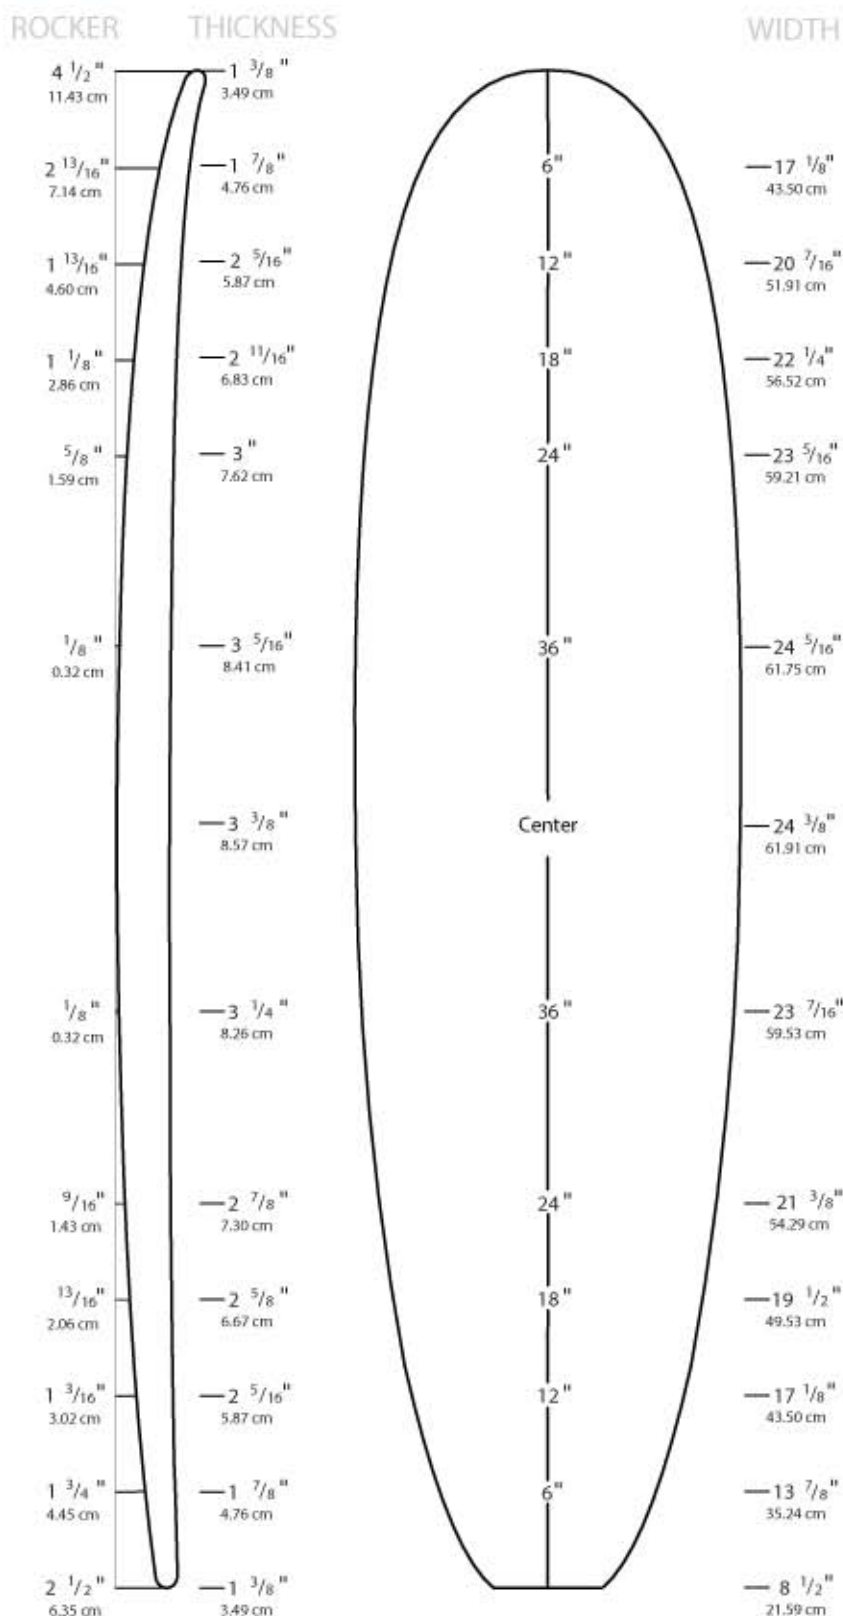 ROCKER THICKNESS WIDTH
4 1/2" 1 3/8"
11.43 cm 3.49 cm
2 13/16" 1 7/8" 6" 17 1/8"
7.14 cm 4.76 cm 43.50 cm
1 13/16" 2 5/16" 12" 20 7/16"
4.60 cm 5.87 cm 51.91 cm
1 1/8" 2 11/16" 18" 22 1/4"
2.86 cm 6.83 cm 56.52 cm
5/8" 3" 24" 23 5/16"
1.59 cm 7.62 cm 59.21 cm
1/8" 3 5/16" 36" 24 5/16"
0.32 cm 8.41 cm 61.75 cm
3 3/8" Center 24 3/8"
8.57 cm 61.91 cm
1/8" 3 1/4" 36" 23 7/16"
0.32 cm 8.26 cm 59.53 cm
9/16" 2 7/8" 24" 21 3/8"
1.43 cm 7.30 cm 54.29 cm
13/16" 2 5/8" 18" 19 1/2"
2.06 cm 6.67 cm 49.53 cm
1 3/16" 2 5/16" 12" 17 1/8"
3.02 cm 5.87 cm 43.50 cm
1 3/4" 1 7/8" 6" 13 7/8"
4.45 cm 4.76 cm 35.24 cm
2 1/2" 1 3/8" 8 1/2"
6.35 cm 3.49 cm 21.59 cm